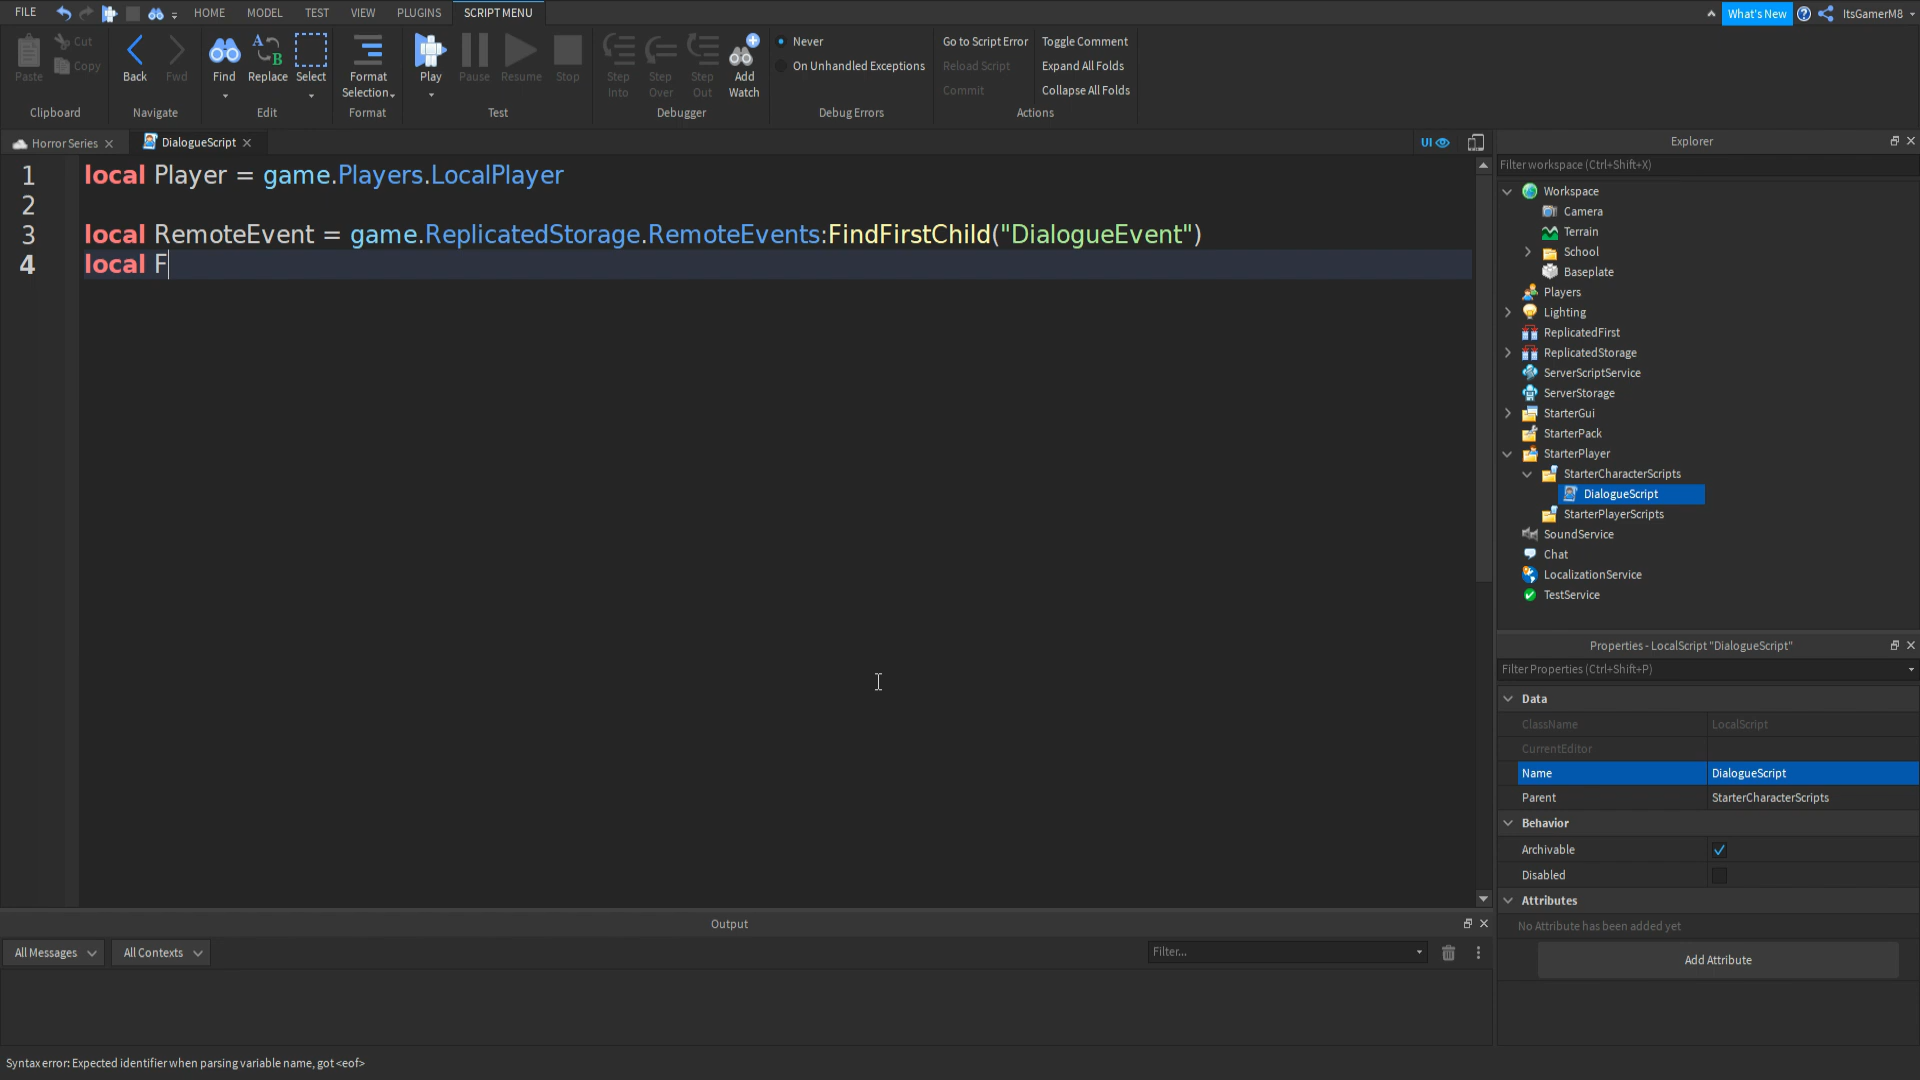 FILE
HOME
MODEL
TEST
VIEW
PLUGINS
SCRIPT MENU
What's New
ItsGamerM8
Paste
Cut
Copy
Clipboard
Back
Fwd
Navigate
Find
Replace
Select
Edit
Format
Selection
Format
Play
Pause
Resume
Stop
Test
Step
Into
Step
Over
Step
Out
Add
Watch
Debugger
Never
On Unhandled Exceptions
Debug Errors
Go to Script Error
Reload Script
Commit
Toggle Comment
Expand All Folds
Collapse All Folds
Actions
Horror Series
DialogueScript
UI
1 local Player = game.Players.LocalPlayer
2
3 local RemoteEvent = game.ReplicatedStorage.RemoteEvents:FindFirstChild("DialogueEvent")
4 local F
Explorer
Filter workspace (Ctrl+Shift+X)
Workspace
Camera
Terrain
School
Baseplate
Players
Lighting
ReplicatedFirst
ReplicatedStorage
ServerScriptService
ServerStorage
StarterGui
StarterPack
StarterPlayer
StarterCharacterScripts
DialogueScript
StarterPlayerScripts
SoundService
Chat
LocalizationService
TestService
Properties - LocalScript "DialogueScript"
Filter Properties (Ctrl+Shift+P)
Data
ClassName LocalScript
CurrentEditor
Name DialogueScript
Parent StarterCharacterScripts
Behavior
Archivable
Disabled
Attributes
No Attribute has been added yet
Add Attribute
Output
All Messages
All Contexts
Filter...
Syntax error: Expected identifier when parsing variable name, got <eof>